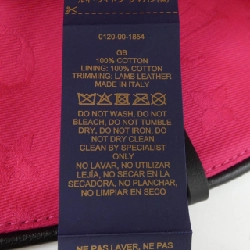 0120-00-1854
GB
100% COTTON
LINING: 100% COTTON
TRIMMING: LAMB LEATHER
MADE IN ITALY
DO NOT WASH. DO NOT
BLEACH, DO NOT TUMBLE
DRY. DO NOT IRON, DO
NOT DRY CLEAN
CLEAN BY SPECIALIST
ONLY
NO LAVAR, NO UTILIZAR
LEJÍA, NO SECAR EN LA
SECADORA, NO PLANCHAR,
NO LIMPIAR EN SECO
NE PAS LAVER, NE PAS